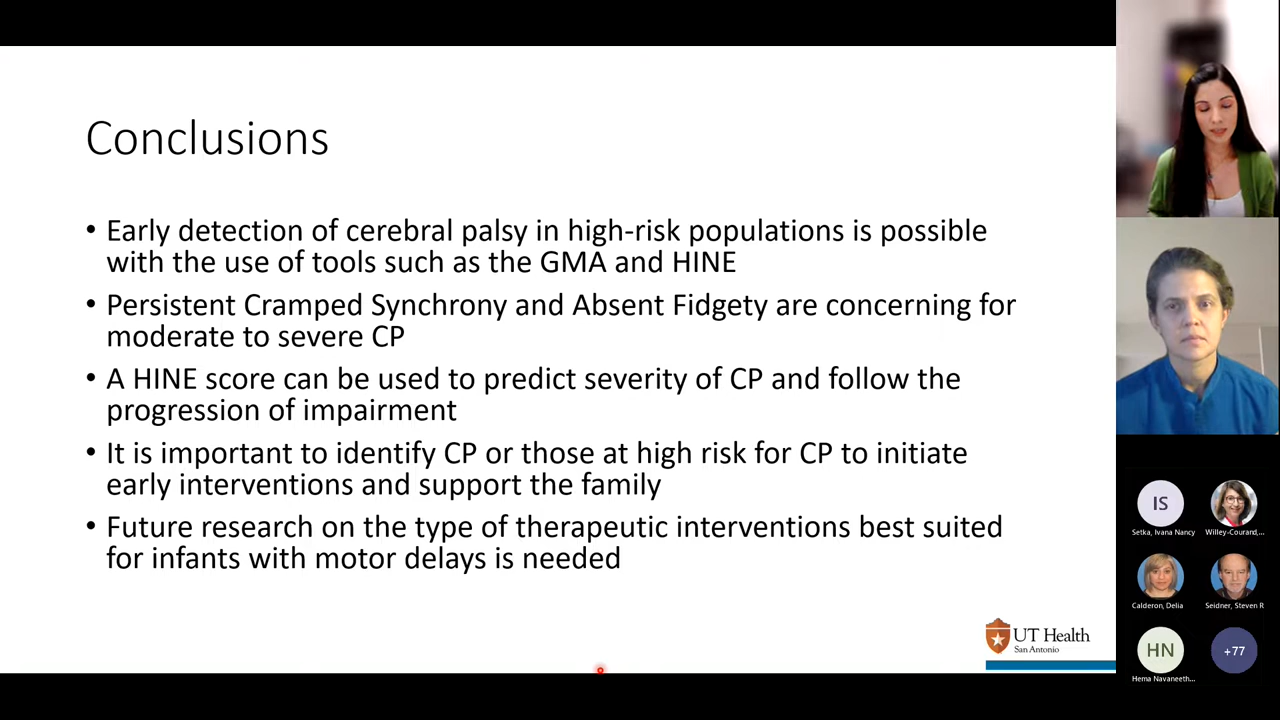 Conclusions
• Early detection of cerebral palsy in high-risk populations is possible
with the use of tools such as the GMA and HINE
• Persistent Cramped Synchrony and Absent Fidgety are concerning for
moderate to severe CP
• A HINE score can be used to predict severity of CP and follow the
progression of impairment
• It is important to identify CP or those at high risk for CP to initiate
early interventions and support the family
• Future research on the type of therapeutic interventions best suited
for infants with motor delays is needed
UT Health
San Antonio
IS
Setka, Ivana Nancy
Willey-Courand,...
Calderon, Delia
Seidner, Steven R
HN
Hema Navaneeth...
+77